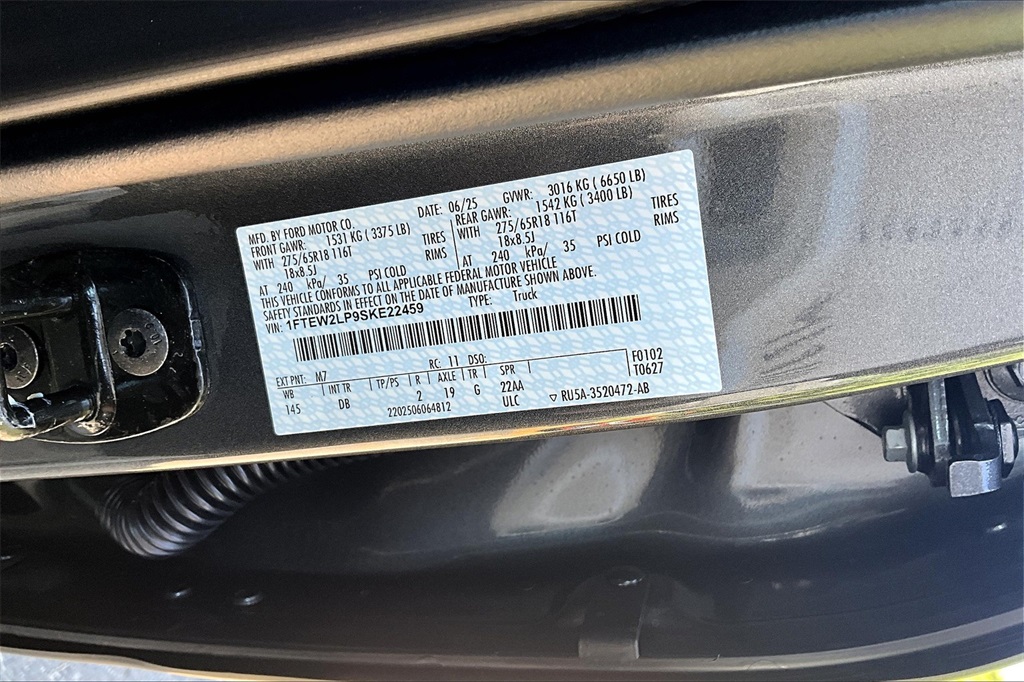 MFD. BY FORD MOTOR CO. DATE: 06/25 GVWR: 3016 KG ( 6650 LB)
FRONT GAWR: 1531 KG ( 3375 LB) REAR GAWR: 1542 KG ( 3400 LB)
WITH 275/65R18 116T TIRES WITH 275/65R18 116T TIRES
18x8.5J RIMS 18x8.5J RIMS
AT 240 kPa/ 35 PSI COLD AT 240 kPa/ 35 PSI COLD
THIS VEHICLE CONFORMS TO ALL APPLICABLE FEDERAL MOTOR VEHICLE
SAFETY STANDARDS IN EFFECT ON THE DATE OF MANUFACTURE SHOWN ABOVE.
VIN: 1FTEW2LP9SKE22459 TYPE: Truck
EXT PNT: M7 RC: 11 DSO: F0102
WB INT TR TP/PS R AXLE TR SPR T0627
145 DB 2 19 G 22AA
2202506064812 ULC ▽ RU5A-3520472-AB